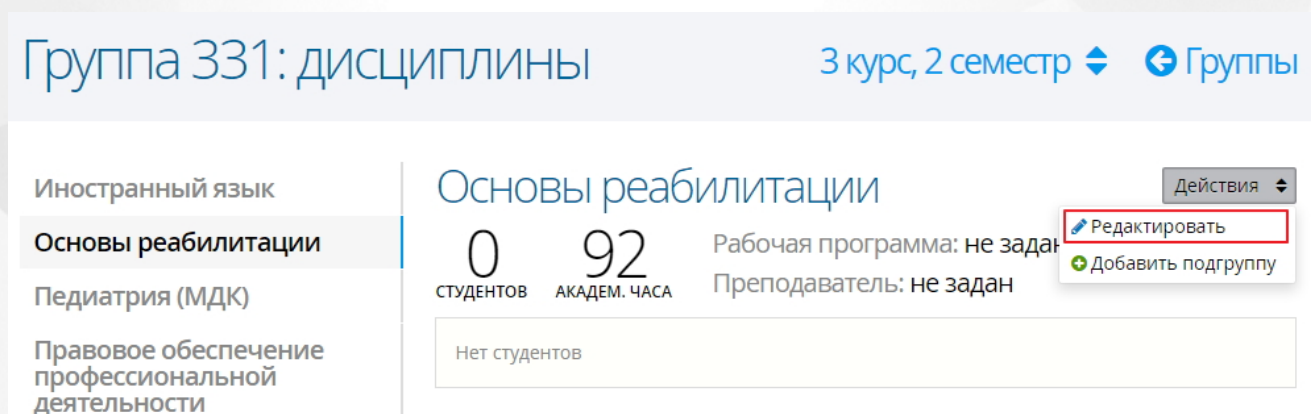 Группа 331: дисциплины
3 курс, 2 семестр
Группы
Иностранный язык
Основы реабилитации
Педиатрия (МДК)
Правовое обеспечение
профессиональной
деятельности
Основы реабилитации
Действия
Редактировать
Добавить подгруппу
0
СТУДЕНТОВ
92
АКАДЕМ. ЧАСА
Рабочая программа: не задан
Преподаватель: не задан
Нет студентов